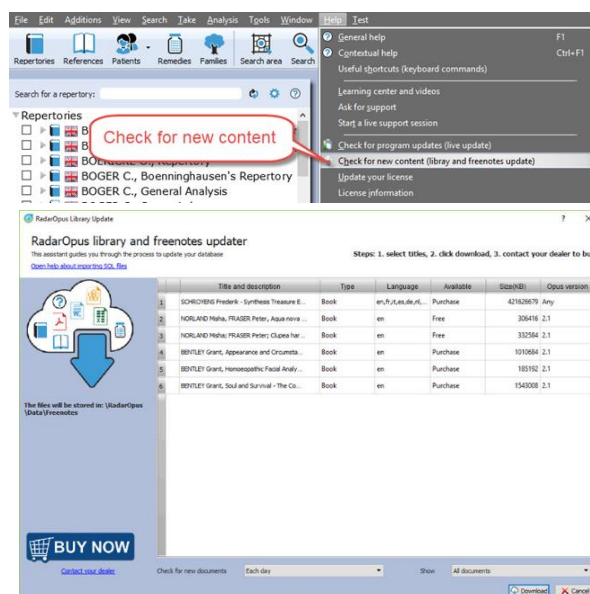 File Edit Additions View Search Take Analysis Tools Window Help Test
Repertories References Patients Remedies Families Search area Search
Search for a repertory:
Repertories
BOGER C., Boenninghausen's Repertory
BOGER C., General Analysis
Check for new content
General help F1
Contextual help Ctrl+F1
Useful shortcuts (keyboard commands)
Learning center and videos
Ask for support
Start a live support session
Check for program updates (live update)
Check for new content (libray and freenotes update)
Update your license
License information
RadarOpus Library Update
RadarOpus library and freenotes updater
This assistant guides you through the process to update your database
Steps: 1. select titles, 2. click download, 3. contact your dealer to bu
Open help about importing SQL files
Title and description Type Language Available Size(KB) Opus version
1 SCHROYENS Frederik - Synthesis Treasure E... Book en,fr,it,es,de,nl,... Purchase 421626679 Any
2 NORLAND Misha, FRASER Peter, Aqua nova ... Book en Free 306416 2.1
3 NORLAND Misha; FRASER Peter; Clupea har ... Book en Free 332584 2.1
4 BENTLEY Grant, Appearance and Circumsta... Book en Purchase 1010684 2.1
5 BENTLEY Grant, Homoeopathic Facial Analy... Book en Purchase 185192 2.1
6 BENTLEY Grant, Soul and Survival - The Co... Book en Purchase 1543008 2.1
The files will be stored in: \RadarOpus
\Data\Freenotes
BUY NOW
Contact your dealer
Check for new documents Each day Show All documents
Download Cancel